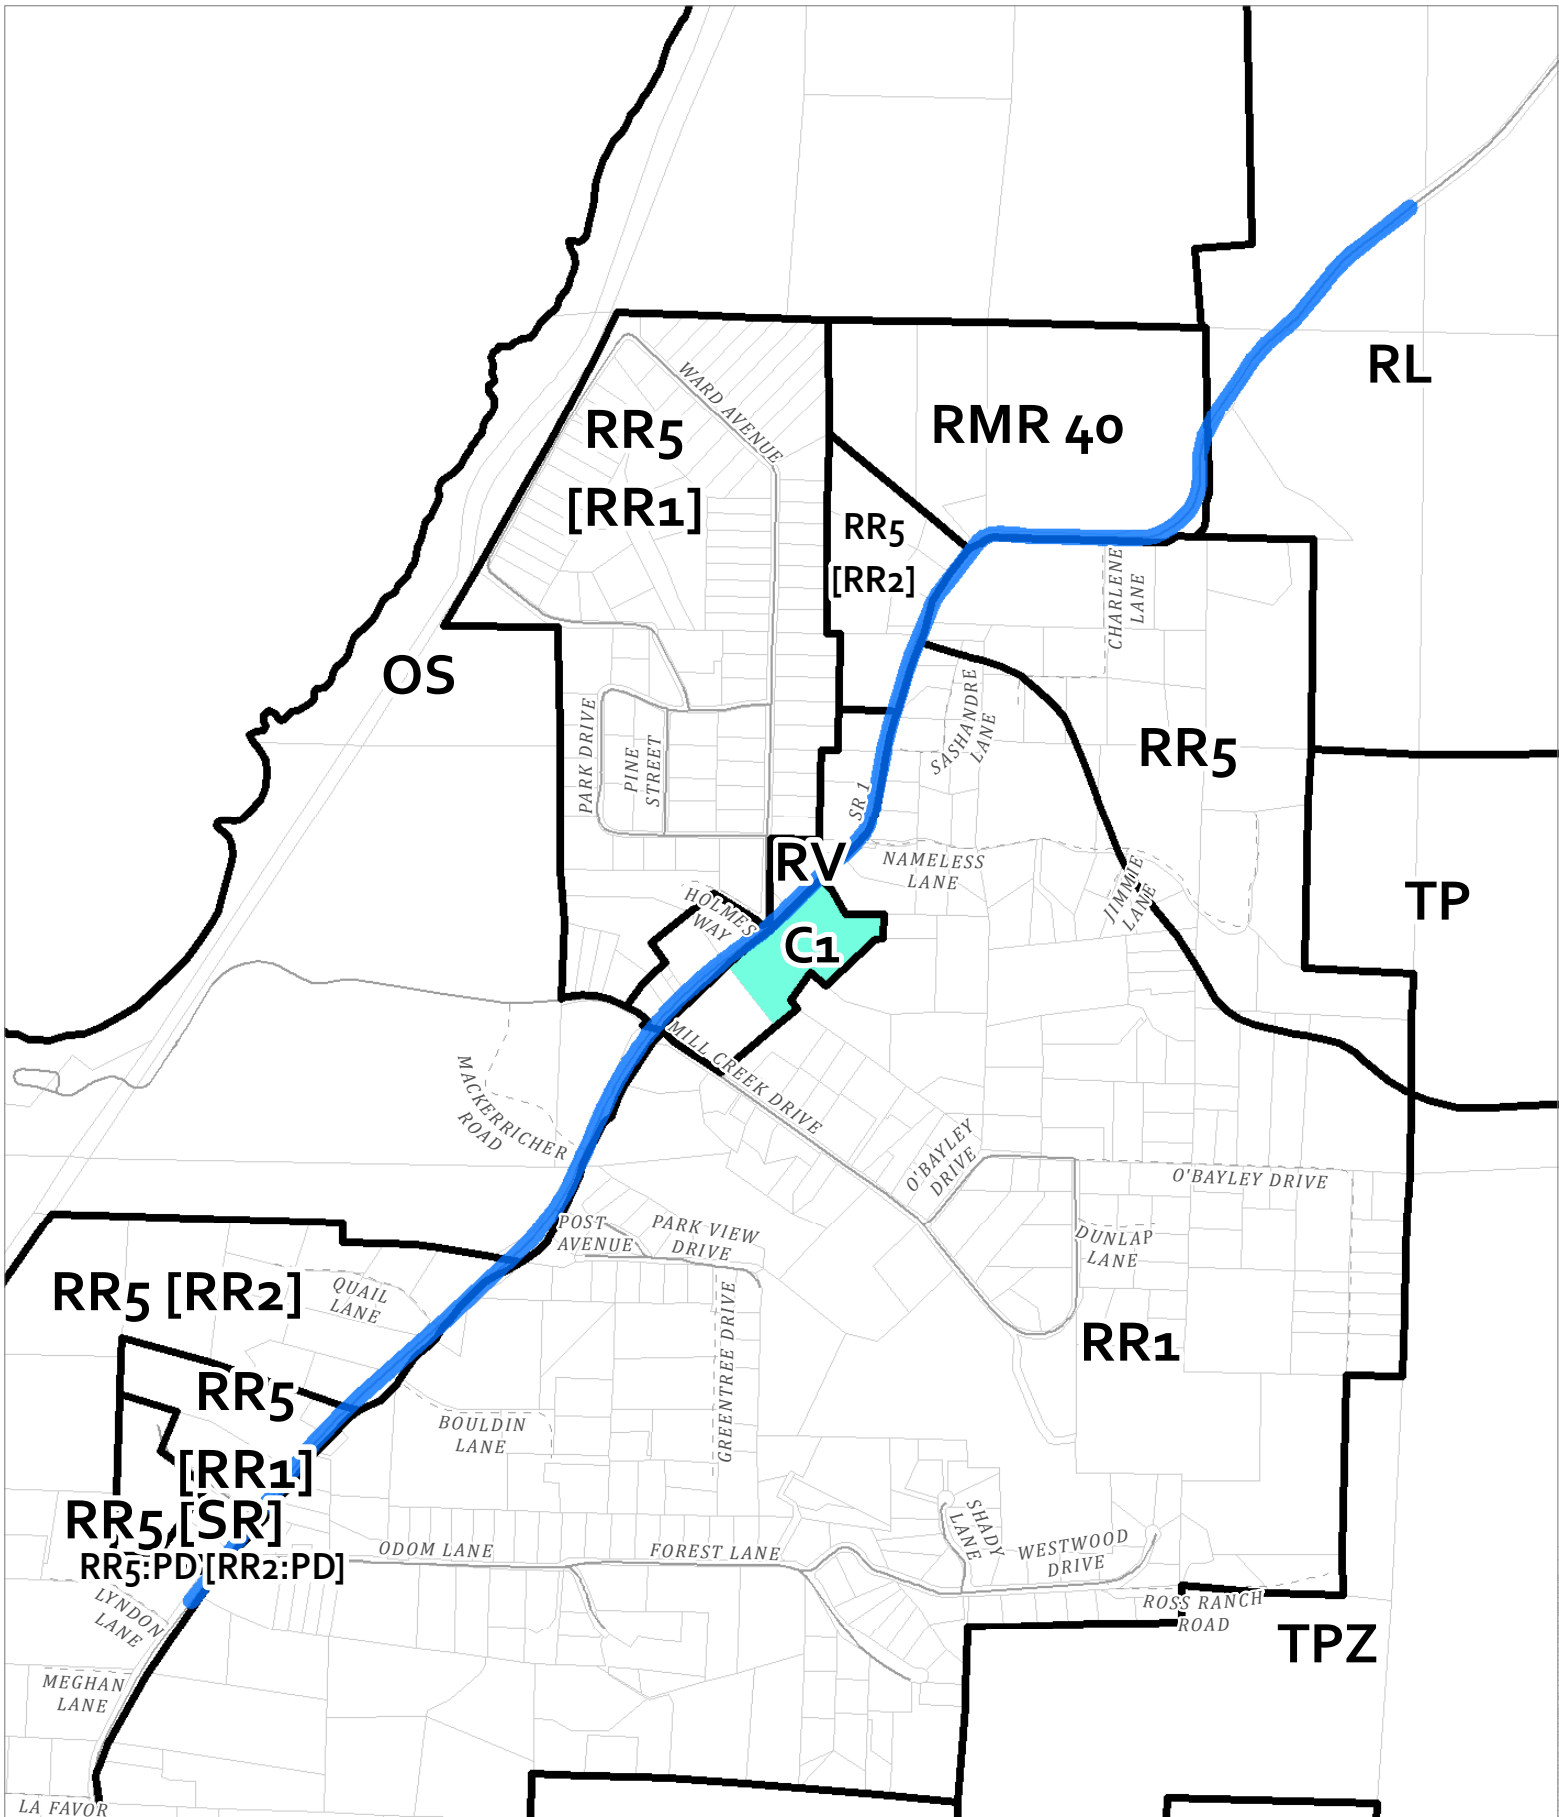 RL
WARD AVENUE
RR5
[RR1]
RMR 40
RR5
[RR2]
CHARLENE
LANE
OS
SASHANDRE
LANE
PARK DRIVE
PINE
STREET
RR5
SR 1
RV
NAMELESS
LANE
JIMMIE
LANE
TP
HOLMES
WAY
C1
MILL CREEK DRIVE
MACKERRICHER
ROAD
O'BAYLEY
DRIVE
O'BAYLEY DRIVE
POST
AVENUE
PARK VIEW
DRIVE
DUNLAP
LANE
RR5 [RR2]
QUAIL
LANE
GREENTREE DRIVE
RR1
RR5
[RR1]
BOULDIN
LANE
RR5 [SR]
RR5:PD[RR2:PD]
ODOM LANE
FOREST LANE
SHADY
LANE
WESTWOOD
DRIVE
LYNDON
LANE
ROSS RANCH
ROAD
TPZ
MEGHAN
LANE
LA FAVOR